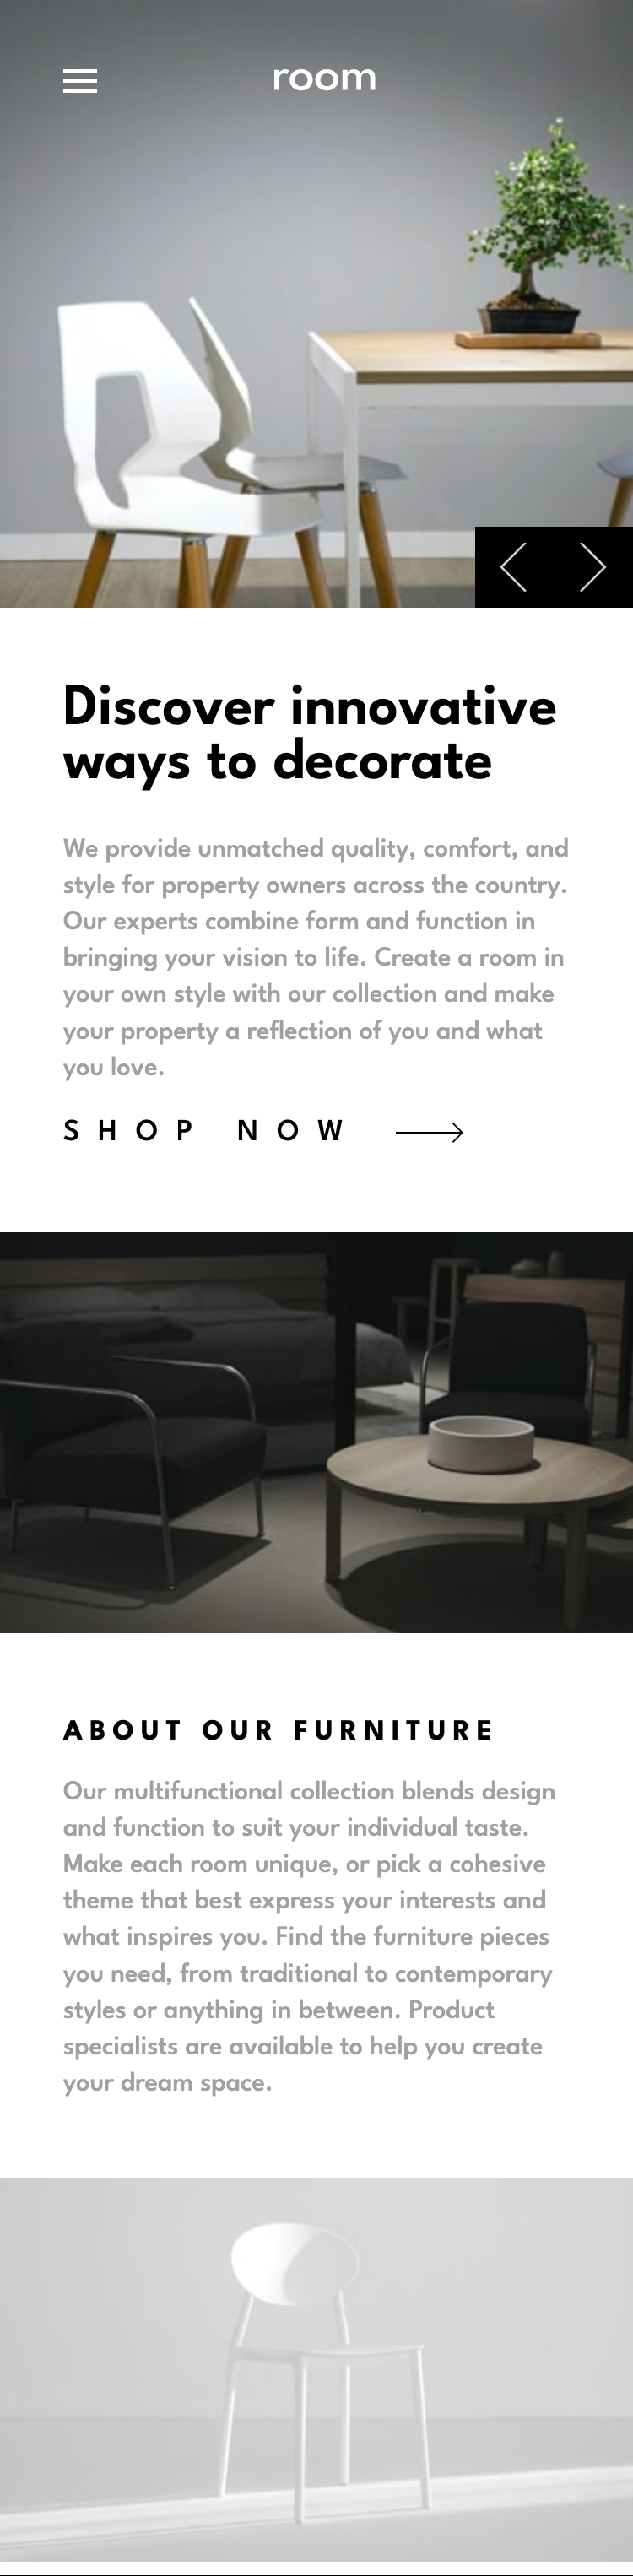 room
Discover innovative
ways to decorate
We provide unmatched quality, comfort, and
style for property owners across the country.
Our experts combine form and function in
bringing your vision to life. Create a room in
your own style with our collection and make
your property a reflection of you and what
you love.
SHOP NOW
ABOUT OUR FURNITURE
Our multifunctional collection blends design
and function to suit your individual taste.
Make each room unique, or pick a cohesive
theme that best express your interests and
what inspires you. Find the furniture pieces
you need, from traditional to contemporary
styles or anything in between. Product
specialists are available to help you create
your dream space.